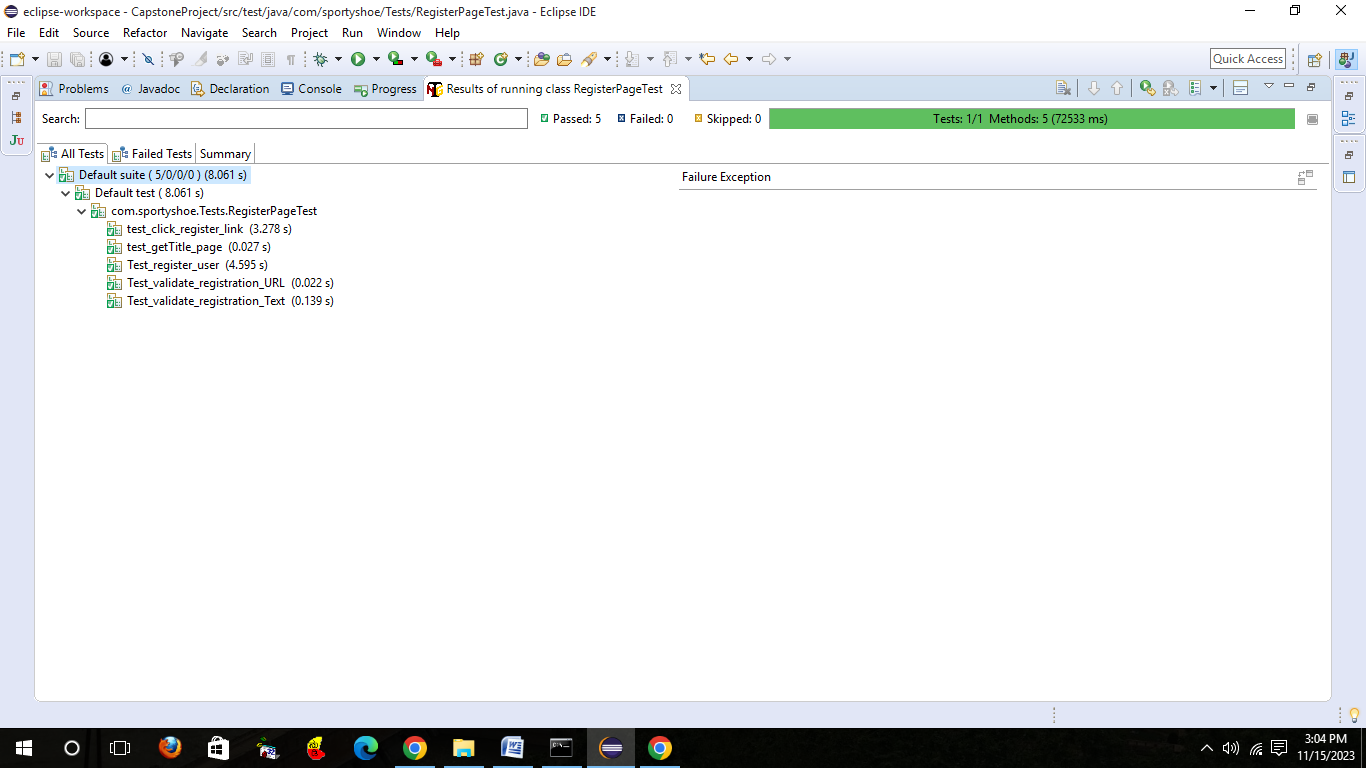 eclipse-workspace - CapstoneProject/src/test/java/com/sportyshoe/Tests/RegisterPageTest.java - Eclipse IDE
File Edit Source Refactor Navigate Search Project Run Window Help
Quick Access
Problems @ Javadoc Declaration Console Progress Results of running class RegisterPageTest
Search: Passed: 5 Failed: 0 Skipped: 0 Tests: 1/1 Methods: 5 (72533 ms)
All Tests Failed Tests Summary
Default suite ( 5/0/0/0 ) (8.061 s) Failure Exception
Default test ( 8.061 s)
com.sportyshoe.Tests.RegisterPageTest
test_click_register_link (3.278 s)
test_getTitle_page (0.027 s)
Test_register_user (4.595 s)
Test_validate_registration_URL (0.022 s)
Test_validate_registration_Text (0.139 s)
3:04 PM
11/15/2023